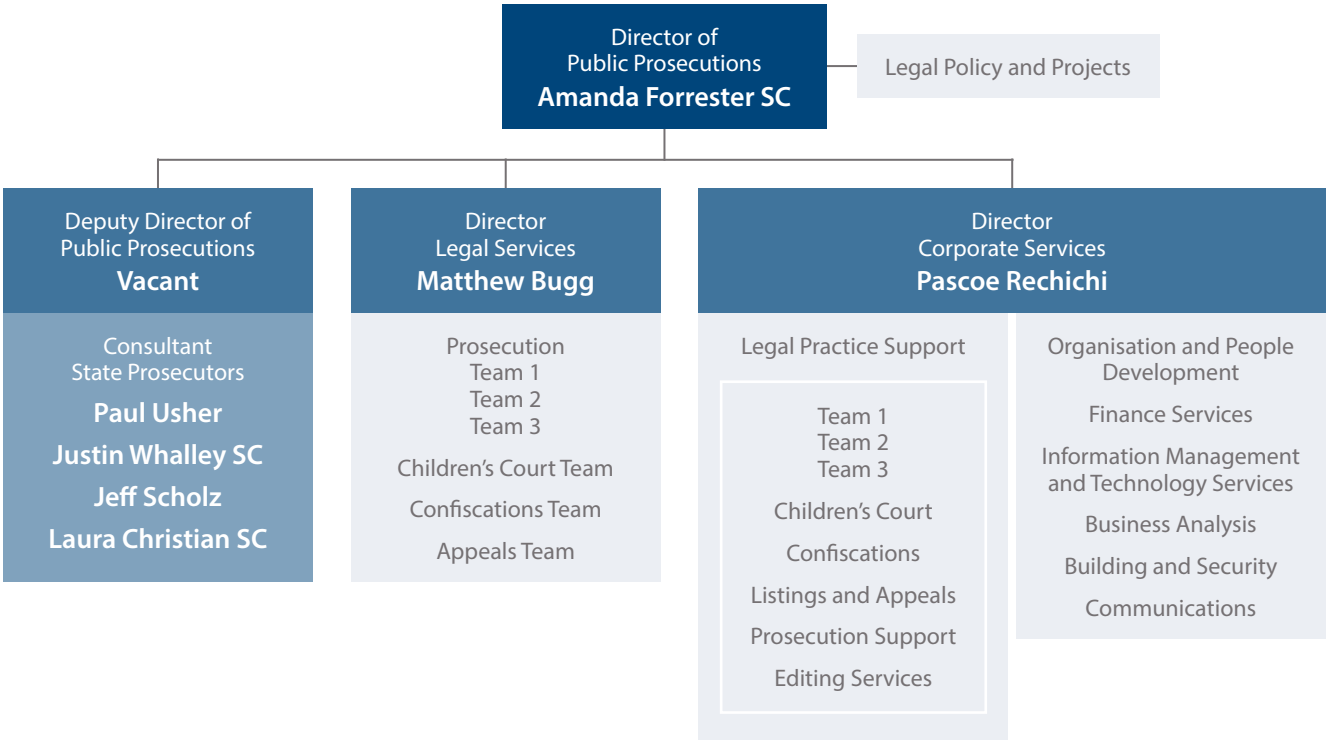 Director of
Public Prosecutions
Amanda Forrester SC
Legal Policy and Projects
Deputy Director of
Public Prosecutions
Vacant
Consultant
State Prosecutors
Paul Usher
Justin Whalley SC
Jeff Scholz
Laura Christian SC
Director
Legal Services
Matthew Bugg
Prosecution
Team 1
Team 2
Team 3
Children’s Court Team
Confiscations Team
Appeals Team
Director
Corporate Services
Pascoe Rechichi
Legal Practice Support
Team 1
Team 2
Team 3
Children’s Court
Confiscations
Listings and Appeals
Prosecution Support
Editing Services
Organisation and People
Development
Finance Services
Information Management
and Technology Services
Business Analysis
Building and Security
Communications